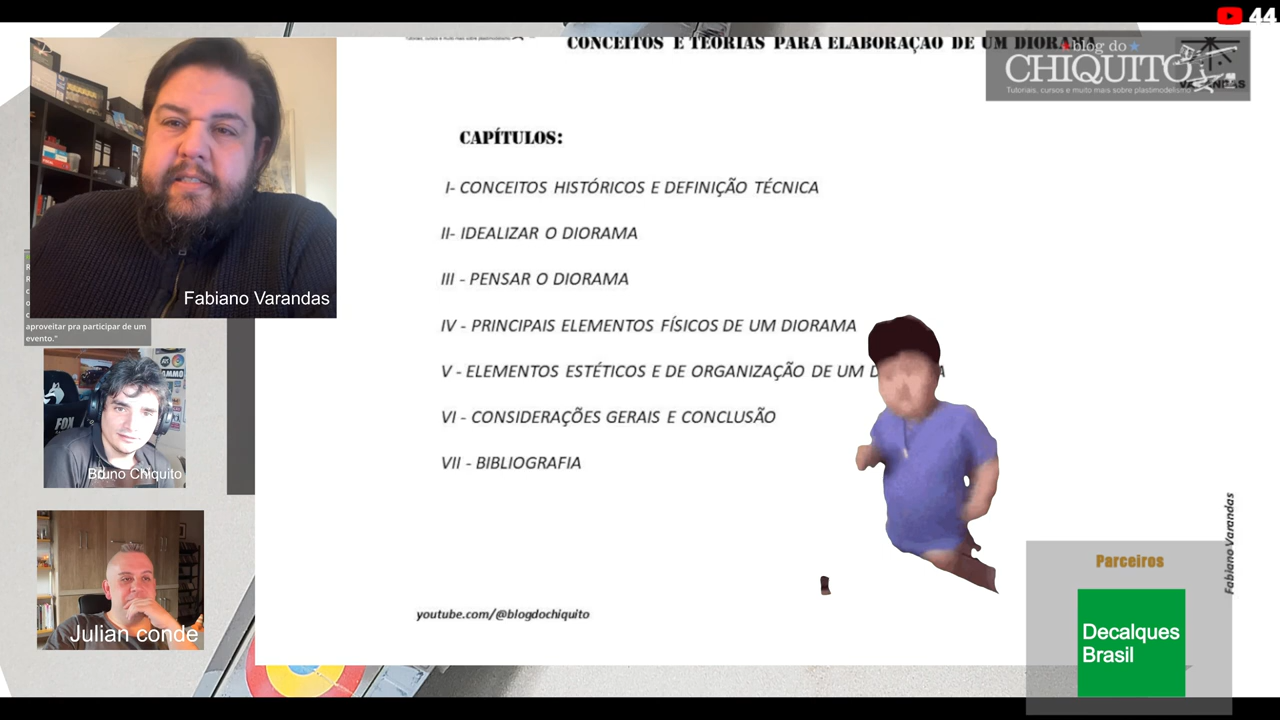 44
CONCEITOS E TEORIAS PARA ELABORAÇÃO DE UM DIORAMA
blog do
CHIQUITO
Tutoriais, cursos e muito mais sobre plastimodelismo
CAPÍTULOS:
I- CONCEITOS HISTÓRICOS E DEFINIÇÃO TÉCNICA
II- IDEALIZAR O DIORAMA
III - PENSAR O DIORAMA
IV - PRINCIPAIS ELEMENTOS FÍSICOS DE UM DIORAMA
V - ELEMENTOS ESTÉTICOS E DE ORGANIZAÇÃO DE UM D A
VI - CONSIDERAÇÕES GERAIS E CONCLUSÃO
VII - BIBLIOGRAFIA
youtube.com/@blogdochiquito
Fabiano Varandas
aproveitar pra participar de um
evento."
FOX
Bruno Chiquito
Julian conde
Fabiano Varandas
Parceiros
Decalques
Brasil